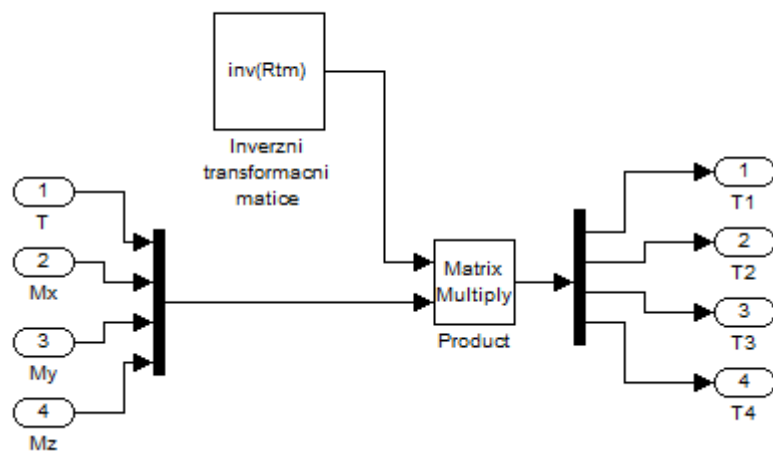 inv(Rtm)
Inverzni
transformacni
matice
1
T
2
Mx
3
My
4
Mz
Matrix
Multiply
Product
1
T1
2
T2
3
T3
4
T4